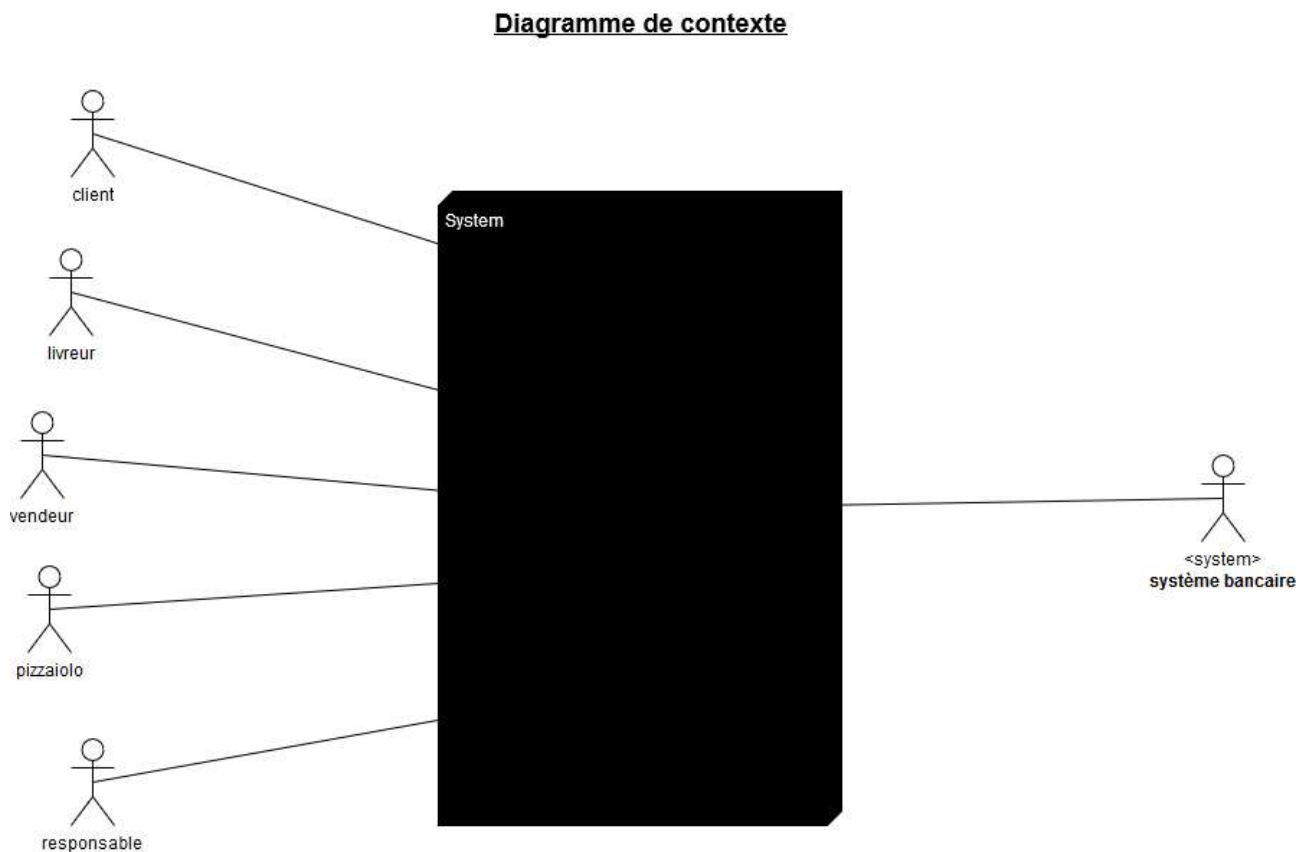 Diagramme de contexte
client
System
livreur
vendeur
<system>
système bancaire
pizzaiolo
responsable